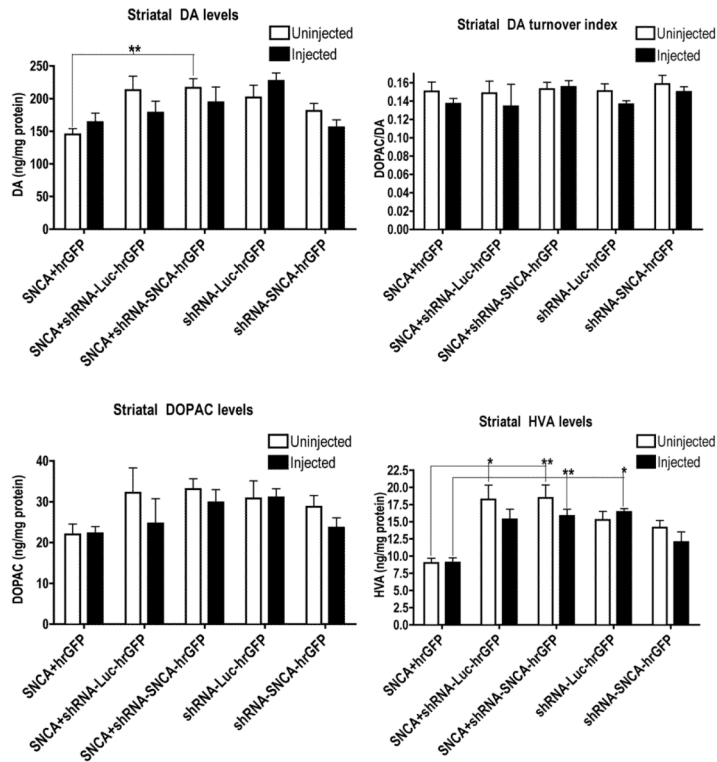 Striatal DA levels
Uninjected
Injected
**
250
200
150
100
50
0
DA (ng/mg protein)
SNCA+hrGFP
SNCA+shRNA-Luc-hrGFP
SNCA+shRNA-SNCA-hrGFP
shRNA-Luc-hrGFP
shRNA-SNCA-hrGFP
Striatal DA turnover index
Uninjected
Injected
0.16
0.14
0.12
0.10
0.08
0.06
0.04
0.02
0.00
DOPAC/DA
SNCA+hrGFP
SNCA+shRNA-Luc-hrGFP
SNCA+shRNA-SNCA-hrGFP
shRNA-Luc-hrGFP
shRNA-SNCA-hrGFP
Striatal DOPAC levels
Uninjected
Injected
40
30
20
10
0
DOPAC (ng/mg protein)
SNCA+hrGFP
SNCA+shRNA-Luc-hrGFP
SNCA+shRNA-SNCA-hrGFP
shRNA-Luc-hrGFP
shRNA-SNCA-hrGFP
Striatal HVA levels
Uninjected
Injected
* ** ** *
22.5
20.0
17.5
15.0
12.5
10.0
7.5
5.0
2.5
0.0
HVA (ng/mg protein)
SNCA+hrGFP
SNCA+shRNA-Luc-hrGFP
SNCA+shRNA-SNCA-hrGFP
shRNA-Luc-hrGFP
shRNA-SNCA-hrGFP